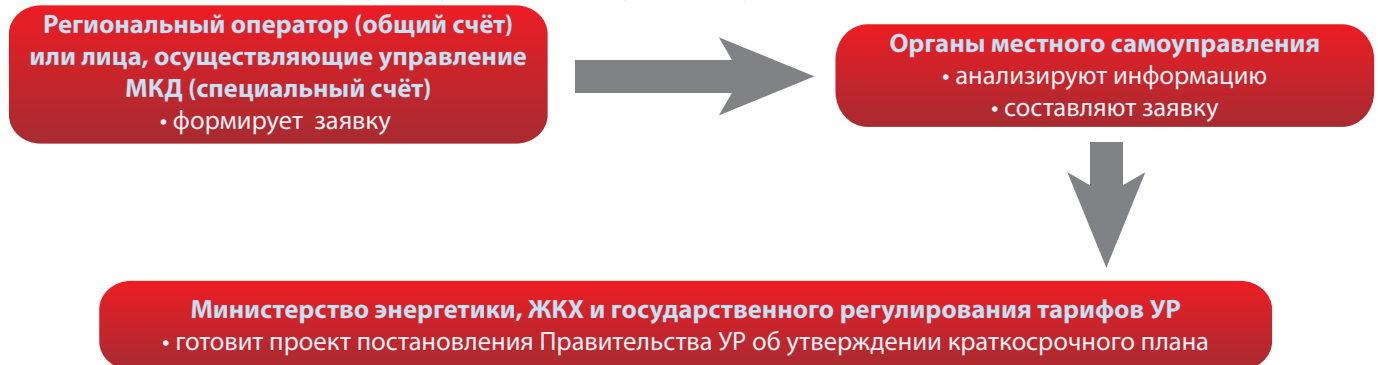 Региональный оператор (общий счёт)
или лица, осуществляющие управление
МКД (специальный счёт)
• формирует заявку
Органы местного самоуправления
• анализируют информацию
• составляют заявку
Министерство энергетики, ЖКХ и государственного регулирования тарифов УР
• готовит проект постановления Правительства УР об утверждении краткосрочного плана